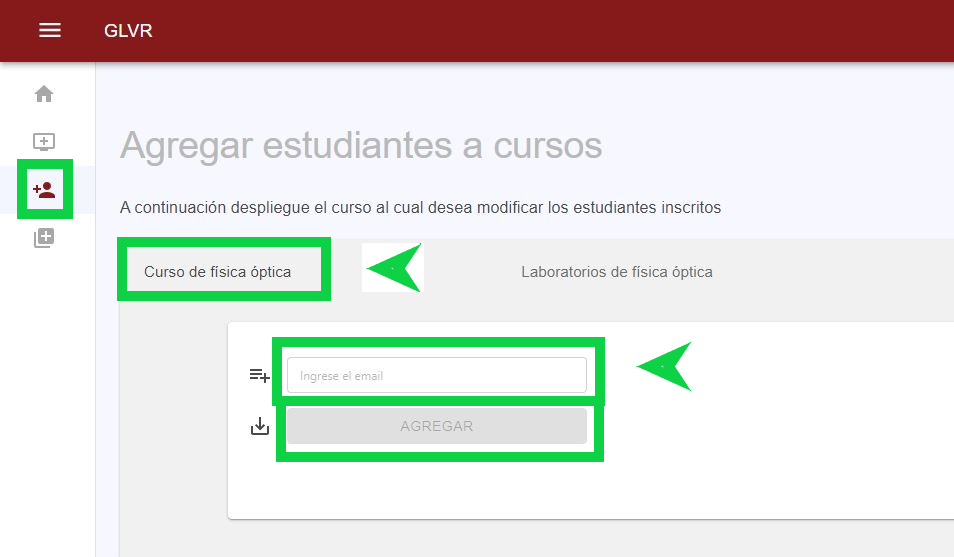 GLVR
Agregar estudiantes a cursos
A continuación despliegue el curso al cual desea modificar los estudiantes inscritos
Curso de física óptica
Laboratorios de física óptica
Ingrese el email
AGREGAR